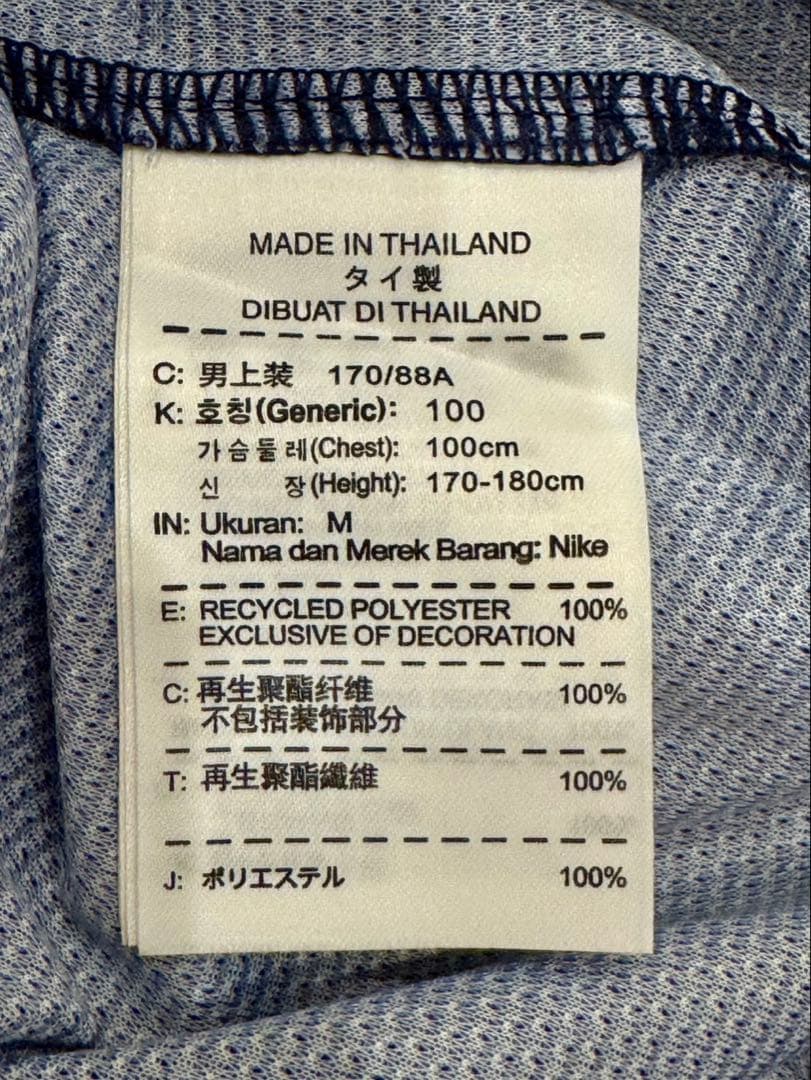 MADE IN THAILAND
タイ製
DIBUAT DI THAILAND
C: 男上装 170/88A
K: 호칭(Generic): 100
가슴둘레(Chest): 100cm
신 장(Height): 170-180cm
IN: Ukuran: M
Nama dan Merek Barang: Nike
E: RECYCLED POLYESTER 100%
EXCLUSIVE OF DECORATION
C: 再生聚酯纤维 100%
不包括装饰部分
T: 再生聚酯纖維 100%
J: ポリエステル 100%